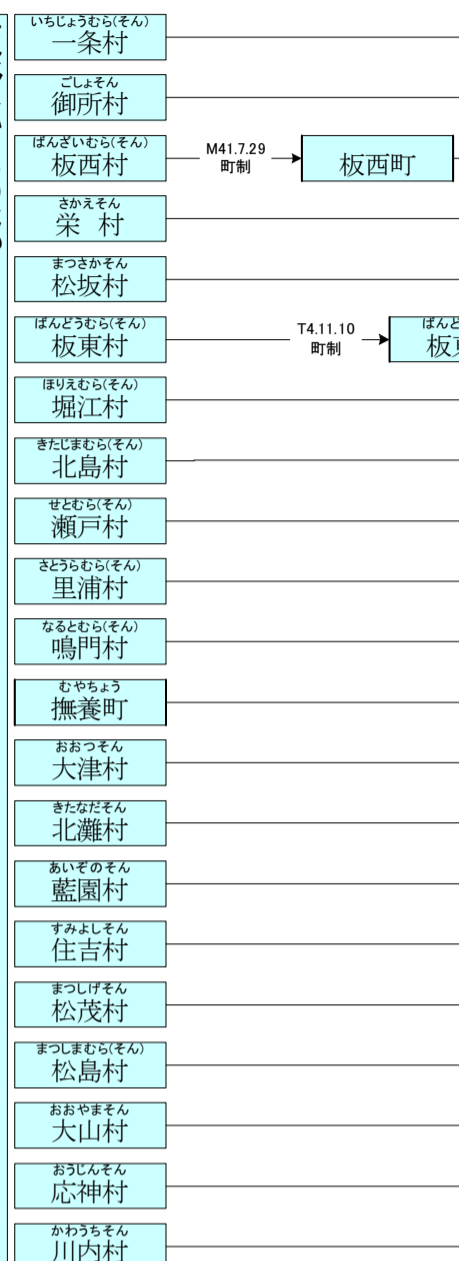 いちじょうむら(そん)
一条村
ごしょそん
御所村
ばんざいむら(そん)
板西村
M41.7.29
町制
板西町
さかえそん
栄 村
まつさかそん
松坂村
ばんどうむら(そん)
板東村
T4.11.10
町制
ばんど
板
ほりえむら(そん)
堀江村
きたじまむら(そん)
北島村
せとむら(そん)
瀬戸村
さとうらむら(そん)
里浦村
なるとむら(そん)
鳴門村
むやちょう
撫養町
おおつそん
大津村
きたなだそん
北灘村
あいぞのそん
藍園村
すみよしそん
住吉村
まつしげそん
松茂村
まつしまむら(そん)
松島村
おおやまそん
大山村
おうじんそん
応神村
かわうちそん
川内村